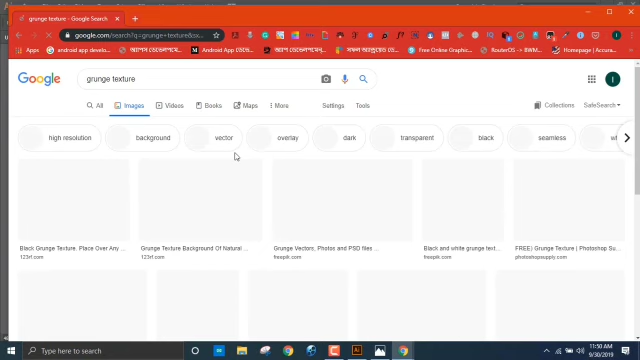 grunge texture - Google Search
google.com/search?q=grunge+texture&so...
Apps android app develo... অ্যাপস ডেভেলপমেন্... Android App অ্যাপ ডেভেলপমেন্ট... Free Online Graphic... RouterOS :: BWM... Homepage | Accura...
Google grunge texture
All Images Videos Books Maps More Settings Tools Collections SafeSearch
high resolution background vector overlay dark transparent black seamless
Black Grunge Texture. Place Over Any ... Grunge Texture Background Of Natural ... Grunge Vectors, Photos and PSD files ... Black and white grunge text... FREE) Grunge Texture | Photoshop Su...
123rf.com 123rf.com freepik.com freepik.com photoshopsupply.com
Type here to search
11:50 AM
9/30/2019